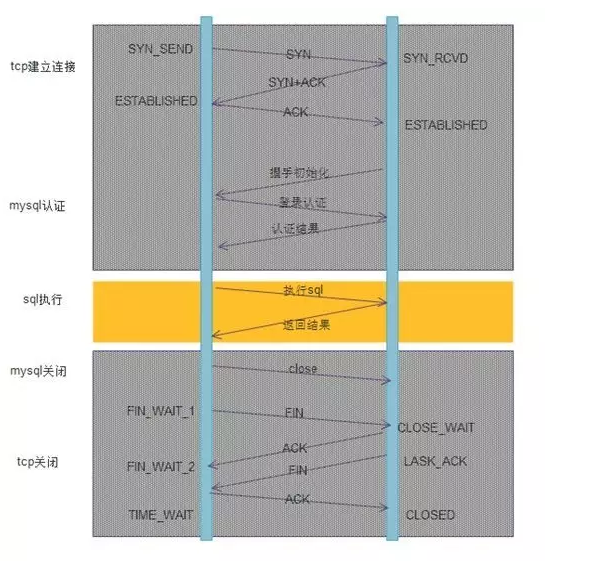 SYN_SEND
SYN
SYN_RCVD
tcp建立连接
SYN+ACK
ESTABLISHED
ACK
ESTABLISHED
握手初始化
mysql认证
登录认证
认证结果
执行sql
sql执行
返回结果
mysql关闭
close
FIN_WAIT_1
FIN
CLOSE_WAIT
ACK
tcp关闭
FIN_WAIT_2
FIN
LASK_ACK
ACK
TIME_WAIT
CLOSED